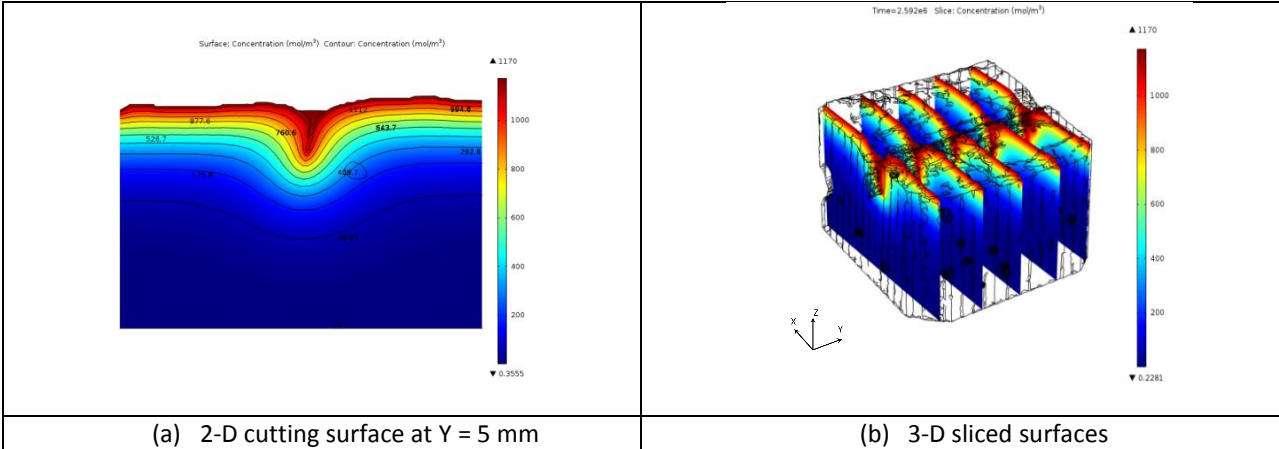 Surface: Concentration (mol/m³) Contour: Concentration (mol/m³)
▲ 1170
1000
800
600
400
200
▼ 0.3555
877.6
994.6
760.6
643.7
526.7
409.7
Time=2.592e6 Slice: Concentration (mol/m³)
▲ 1170
1000
800
600
400
200
▼ 0.2281
X
Z
Y
(a) 2-D cutting surface at Y = 5 mm
(b) 3-D sliced surfaces